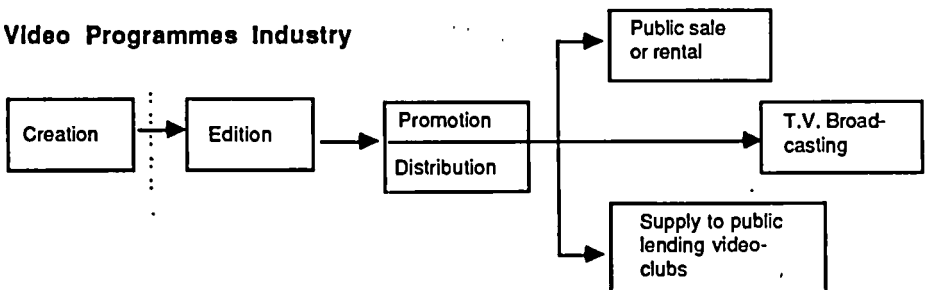 Video Programmes Industry
Public sale
or rental
Creation
Edition
Promotion
Distribution
T.V. Broad-
casting
Supply to public
lending video-
clubs